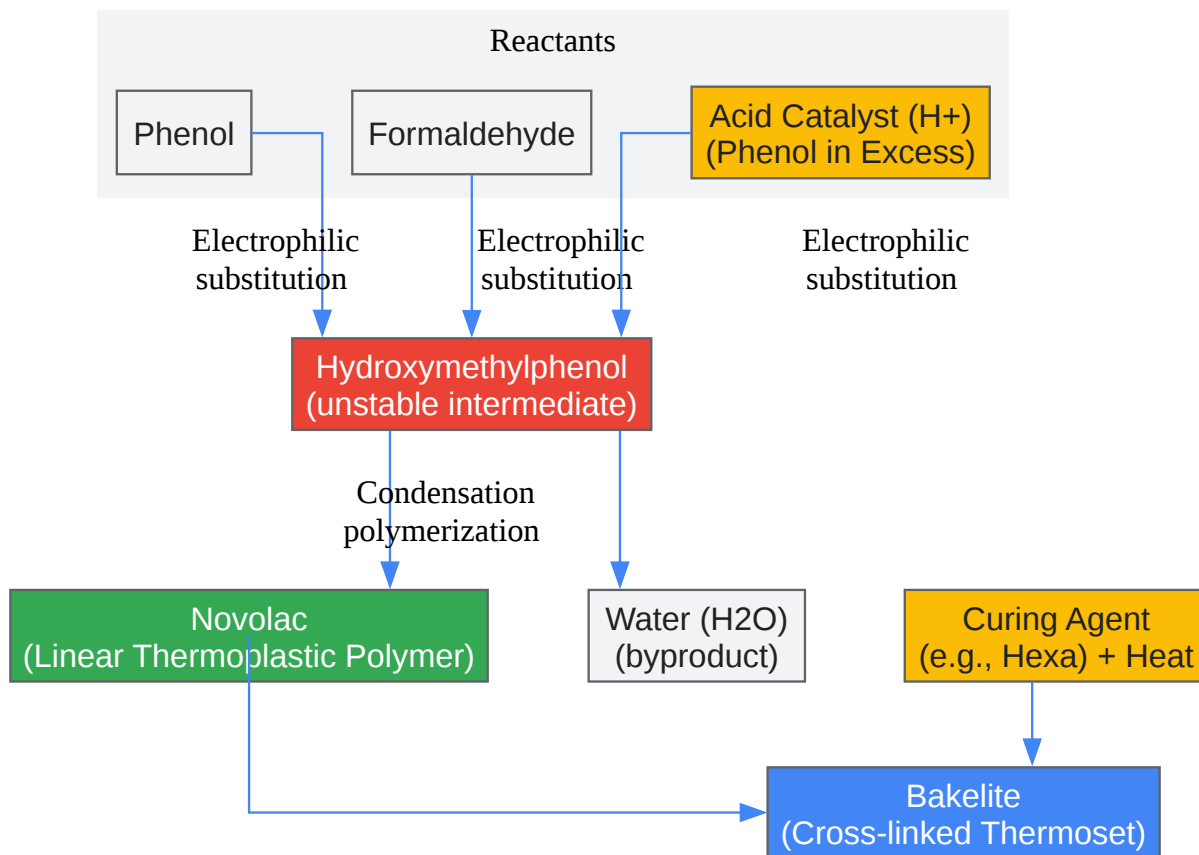 Reactants
Phenol
Formaldehyde
Acid Catalyst (H+)
(Phenol in Excess)
Electrophilic
substitution
Electrophilic
substitution
Electrophilic
substitution
Hydroxymethylphenol
(unstable intermediate)
Condensation
polymerization
Novolac
(Linear Thermoplastic Polymer)
Water (H2O)
(byproduct)
Curing Agent
(e.g., Hexa) + Heat
Bakelite
(Cross-linked Thermoset)